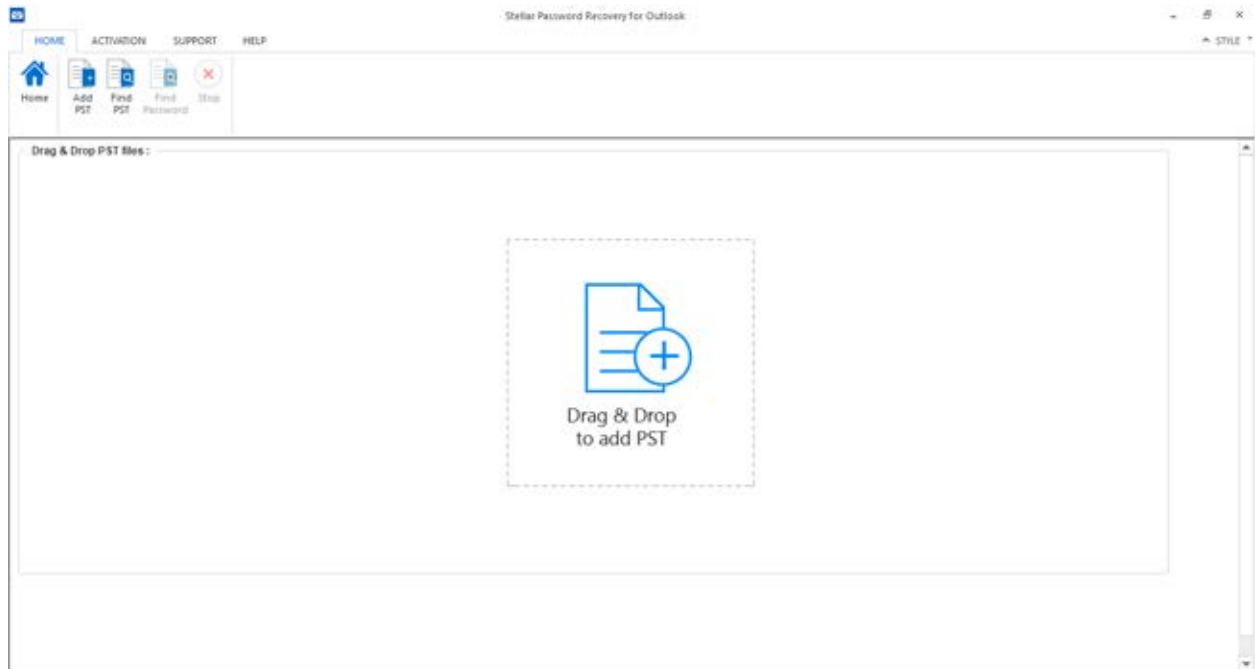 Stellar Password Recovery for Outlook
HOME ACTIVATION SUPPORT HELP
STYLE
Home Add PST Find PST Find Password Stop
Drag & Drop PST files :
Drag & Drop
to add PST